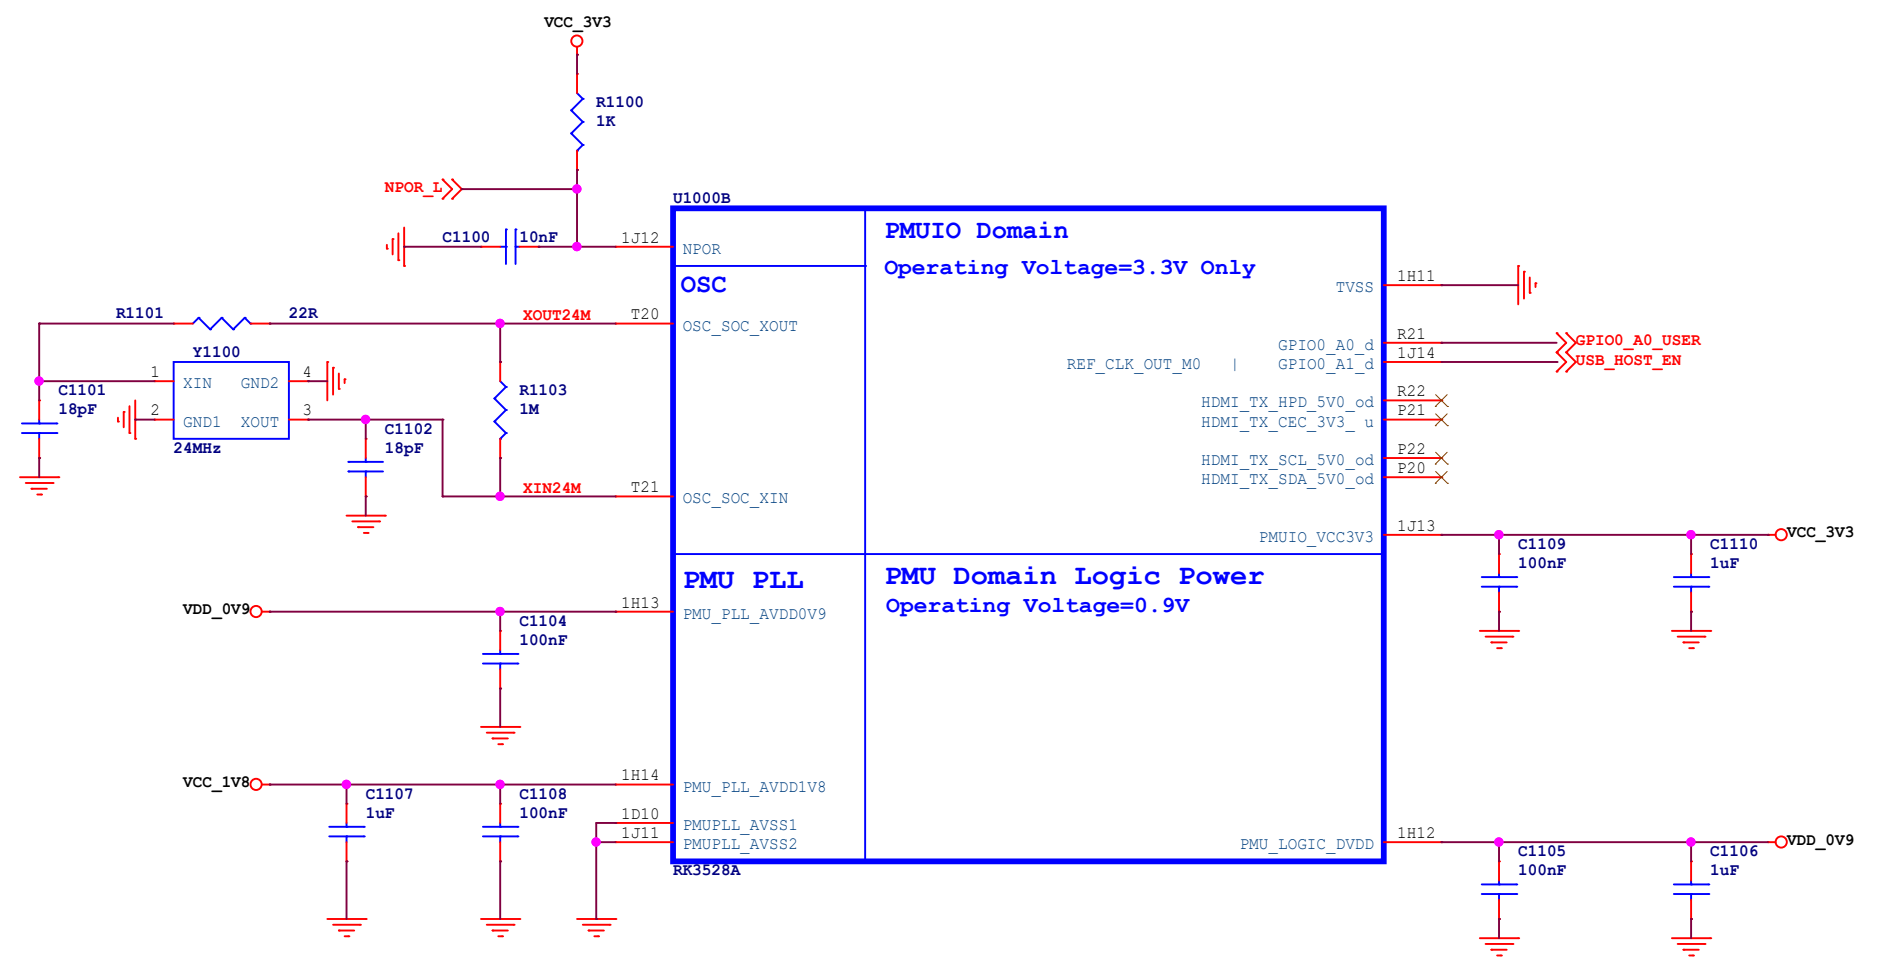 VCC_3V3
R1100
1K
NPOR_L
C1100 10nF
1J12
U1000B
NPOR
PMUIO Domain
Operating Voltage=3.3V Only
OSC
1H11
TVSS
R1101 22R
XOUT24M
T20
OSC_SOC_XOUT
R21
GPIO0_A0_d
GPIO0_A0_USER
1J14
REF_CLK_OUT_M0 | GPIO0_A1_d
USB_HOST_EN
Y1100
1 XIN GND2 4
2 GND1 XOUT 3
24MHz
C1101
18pF
C1102
18pF
R1103
1M
R22
HDMI_TX_HPD_5V0_od
P21
HDMI_TX_CEC_3V3_ u
P22
HDMI_TX_SCL_5V0_od
P20
HDMI_TX_SDA_5V0_od
XIN24M
T21
OSC_SOC_XIN
1J13
PMUIO_VCC3V3
VCC_3V3
C1109
100nF
C1110
1uF
PMU PLL
PMU Domain Logic Power
Operating Voltage=0.9V
VDD_0V9
1H13
PMU_PLL_AVDD0V9
C1104
100nF
VCC_1V8
1H14
PMU_PLL_AVDD1V8
C1107
1uF
C1108
100nF
1D10
PMUPLL_AVSS1
1J11
PMUPLL_AVSS2
1H12
PMU_LOGIC_DVDD
VDD_0V9
C1105
100nF
C1106
1uF
RK3528A